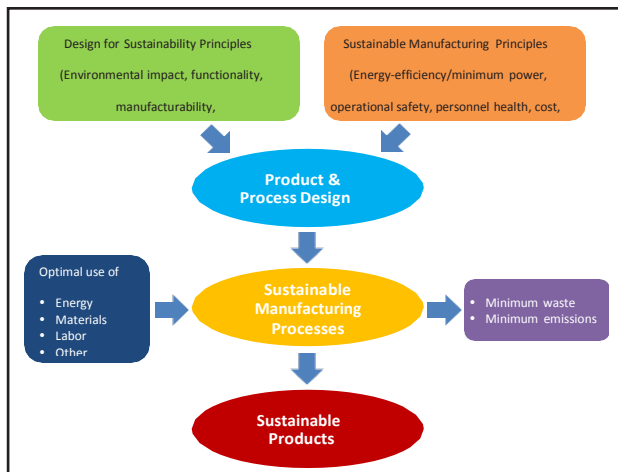 Design for Sustainability Principles
(Environmental impact, functionality,
manufacturability,
Sustainable Manufacturing Principles
(Energy-efficiency/minimum power,
operational safety, personnel health, cost,
Product &
Process Design
Optimal use of
• Energy
• Materials
• Labor
• Other
Sustainable
Manufacturing
Processes
• Minimum waste
• Minimum emissions
Sustainable
Products